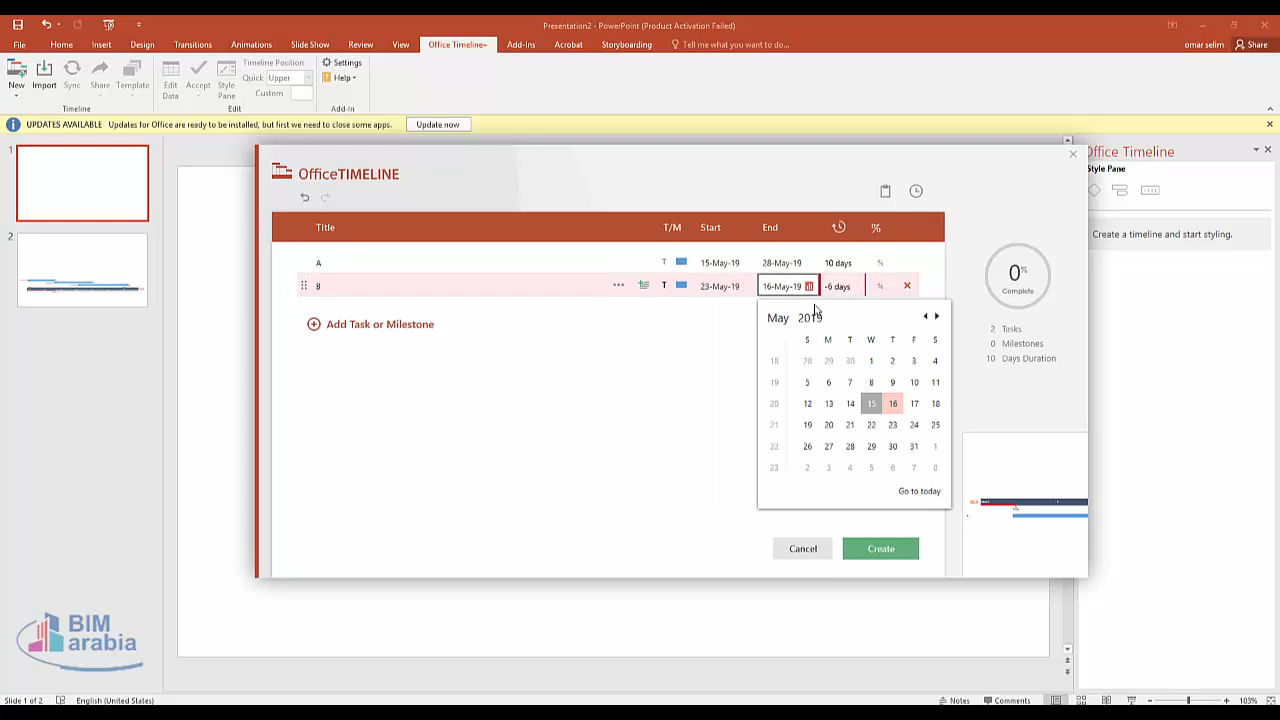 Presentation2 - PowerPoint (Product Activation Failed)
File Home Insert Design Transitions Animations Slide Show Review View Office Timeline+ Add-Ins Acrobat Storyboarding Tell me what you want to do... omar selim Share
New Import Sync Share Template Edit Data Accept Style Pane
Timeline Position
Quick Upper
Custom
Settings
Help
Timeline Edit Add-In
UPDATES AVAILABLE Updates for Office are ready to be installed, but first we need to close some apps. Update now
1
2
OfficeTIMELINE
Title T/M Start End %
A T 15-May-19 28-May-19 10 days %
B T 23-May-19 16-May-19 -6 days %
Add Task or Milestone
May 2019
S M T W T F S
18 28 29 30 1 2 3 4
19 5 6 7 8 9 10 11
20 12 13 14 15 16 17 18
21 19 20 21 22 23 24 25
22 26 27 28 29 30 31 1
23 2 3 4 5 6 7 8
Go to today
Cancel Create
0%
Complete
2 Tasks
0 Milestones
10 Days Duration
Office Timeline
Style Pane
Create a timeline and start styling.
BIM
arabia
Slide 1 of 2 English (United States) Notes Comments 103%